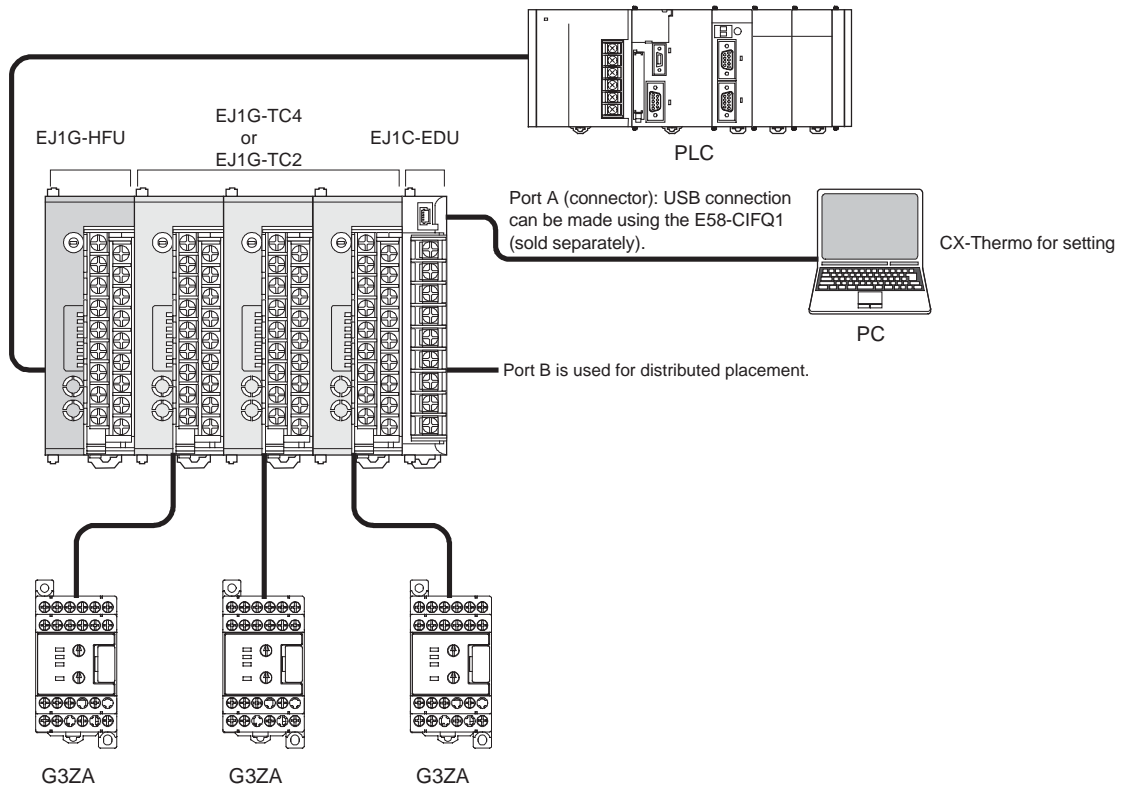 EJ1G-HFU
EJ1G-TC4
or
EJ1G-TC2
EJ1C-EDU
PLC
Port A (connector): USB connection
can be made using the E58-CIFQ1
(sold separately).
CX-Thermo for setting
PC
Port B is used for distributed placement.
G3ZA
G3ZA
G3ZA